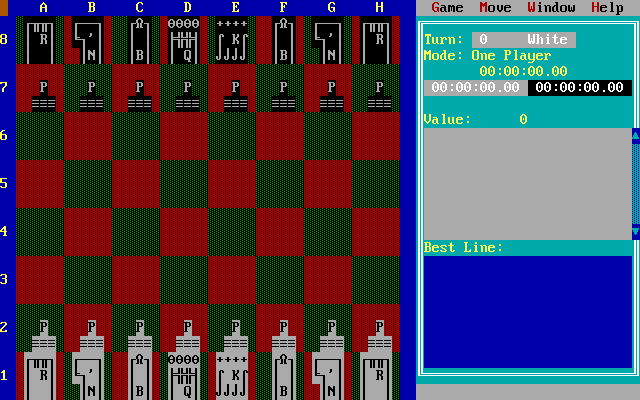 A B C D E F G H
Game Move Window Help
8 R N B Q K B N R
Turn: 0 White
Mode: One Player
00:00:00.00
7 P P P P P P P P
00:00:00.00 00:00:00.00
Value: 0
6
5
4
Best Line:
3
2 P P P P P P P P
1 R N B Q K B N R